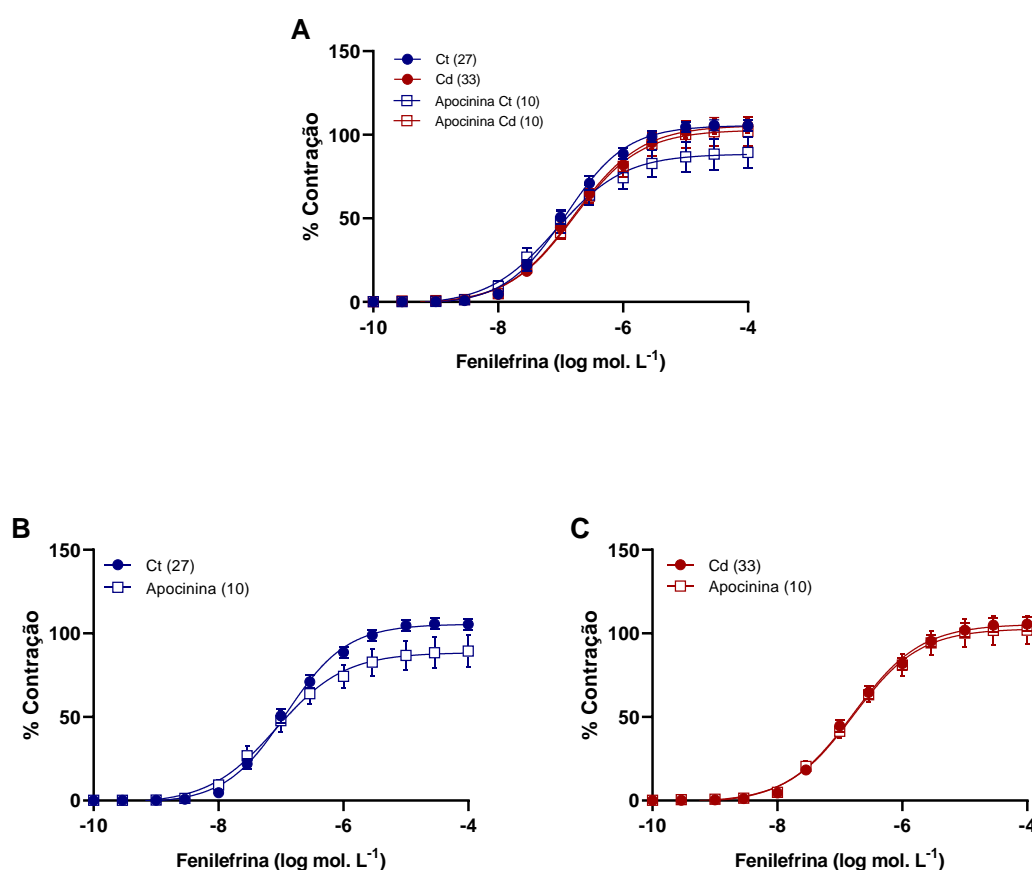 A
Ct (27)
Cd (33)
Apocinina Ct (10)
Apocinina Cd (10)
% Contração
150
100
50
0
-10
-8
-6
-4
Fenilefrina (log mol. L⁻¹)
B
Ct (27)
Apocinina (10)
% Contração
150
100
50
0
-10
-8
-6
-4
Fenilefrina (log mol. L⁻¹)
C
Cd (33)
Apocinina (10)
% Contração
150
100
50
0
-10
-8
-6
-4
Fenilefrina (log mol. L⁻¹)